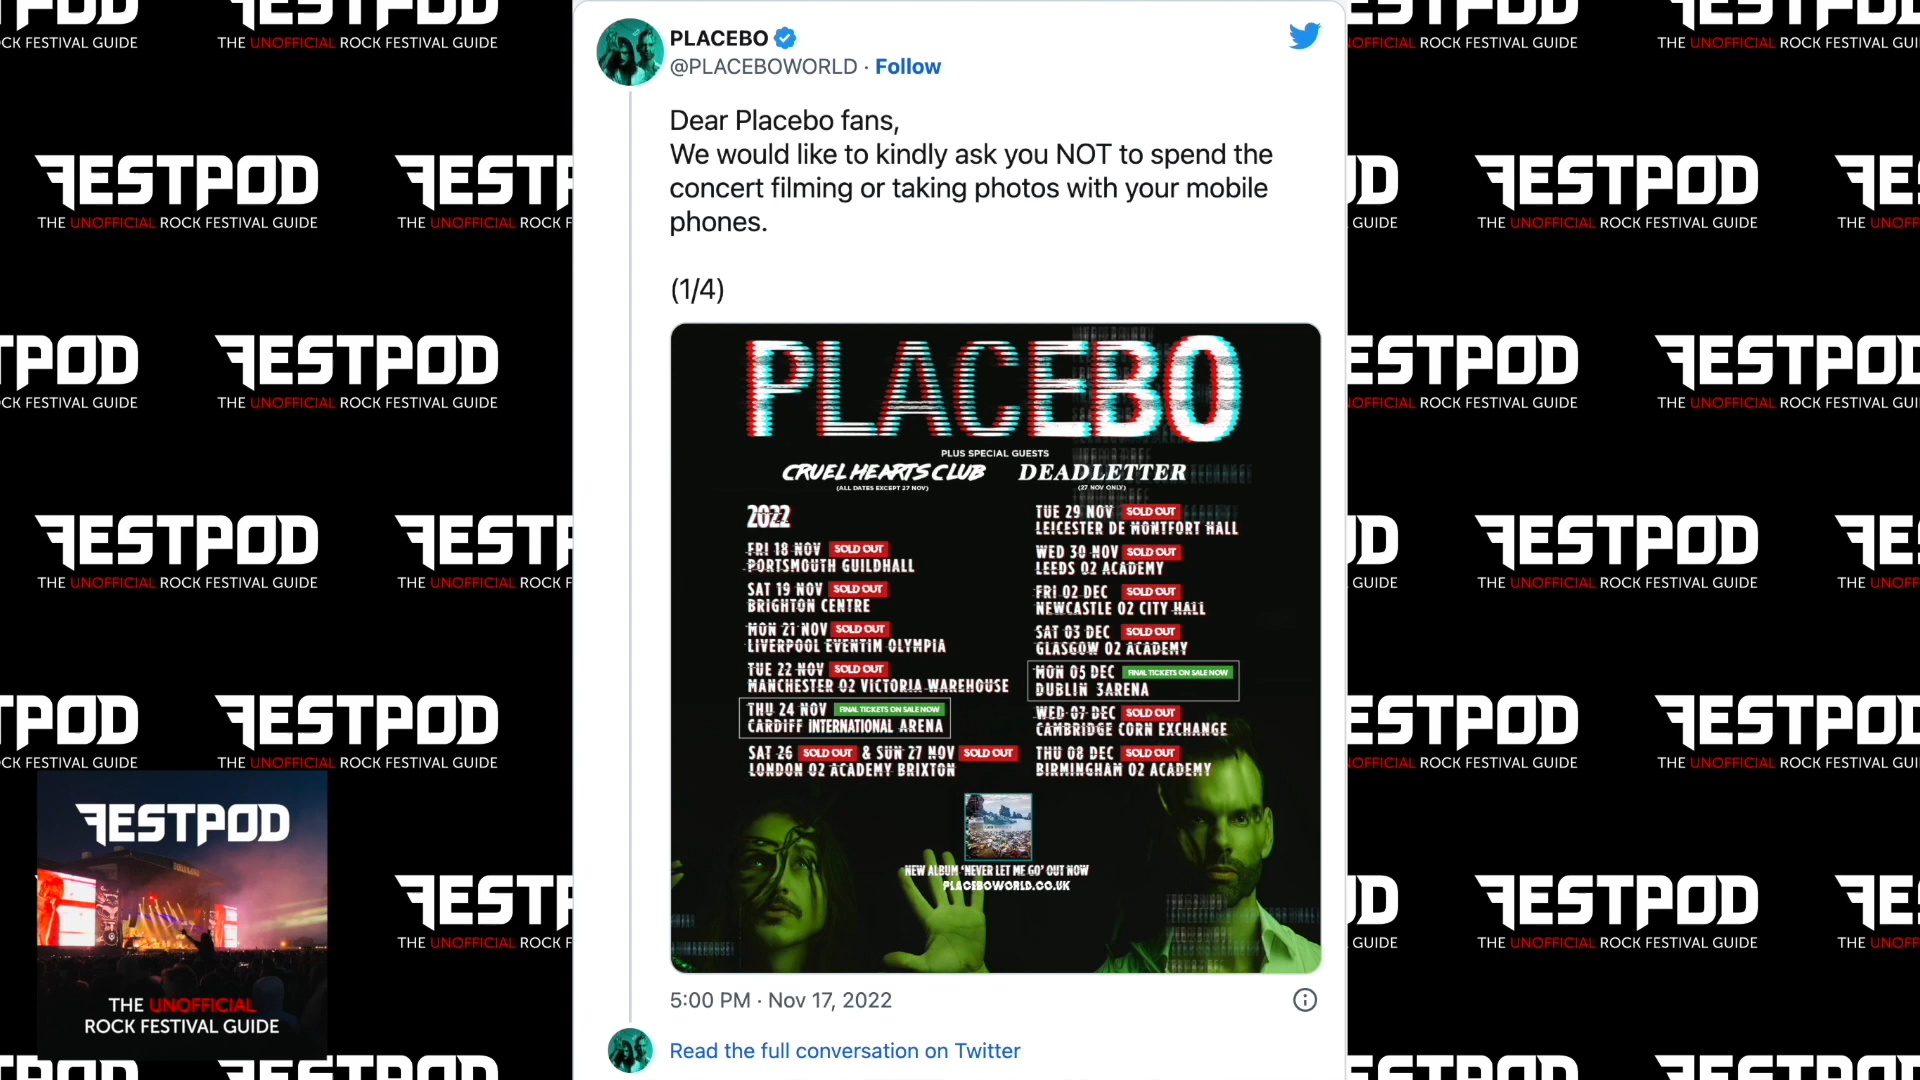 PLACEBO
@PLACEBOWORLD · Follow
Dear Placebo fans,
We would like to kindly ask you NOT to spend the
concert filming or taking photos with your mobile
phones.
(1/4)
PLACEBO
PLUS SPECIAL GUESTS
CRUEL HEARTS CLUB
(ALL DATES EXCEPT 27 NOV)
DEADLETTER
(27 NOV ONLY)
2022
FRI 18 NOV SOLD OUT
PORTSMOUTH GUILDHALL
SAT 19 NOV SOLD OUT
BRIGHTON CENTRE
MON 21 NOV SOLD OUT
LIVERPOOL EVENTIM OLYMPIA
TUE 22 NOV SOLD OUT
MANCHESTER O2 VICTORIA WAREHOUSE
THU 24 NOV FINAL TICKETS ON SALE NOW
CARDIFF INTERNATIONAL ARENA
SAT 26 SOLD OUT & SUN 27 NOV SOLD OUT
LONDON O2 ACADEMY BRIXTON
TUE 29 NOV SOLD OUT
LEICESTER DE MONTFORT HALL
WED 30 NOV SOLD OUT
LEEDS O2 ACADEMY
FRI 02 DEC SOLD OUT
NEWCASTLE O2 CITY HALL
SAT 03 DEC SOLD OUT
GLASGOW O2 ACADEMY
MON 05 DEC FINAL TICKETS ON SALE NOW
DUBLIN 3ARENA
WED 07 DEC SOLD OUT
CAMBRIDGE CORN EXCHANGE
THU 08 DEC SOLD OUT
BIRMINGHAM O2 ACADEMY
NEW ALBUM 'NEVER LET ME GO' OUT NOW
PLACEBOWORLD.CO.UK
5:00 PM · Nov 17, 2022
Read the full conversation on Twitter
FESTPOD
THE UNOFFICIAL
ROCK FESTIVAL GUIDE
FESTPOD
THE UNOFFICIAL ROCK FESTIVAL GUIDE